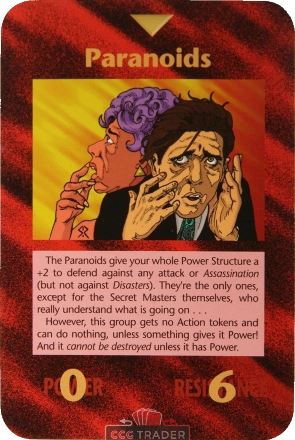 Paranoids
The Paranoids give your whole Power Structure a
+2 to defend against any attack or Assassination
(but not against Disasters). They're the only ones,
except for the Secret Masters themselves, who
really understand what is going on . . .
However, this group gets no Action tokens and
can do nothing, unless something gives it Power!
And it cannot be destroyed unless it has Power.
POWER RESISTANCE
0 6
CCG TRADER